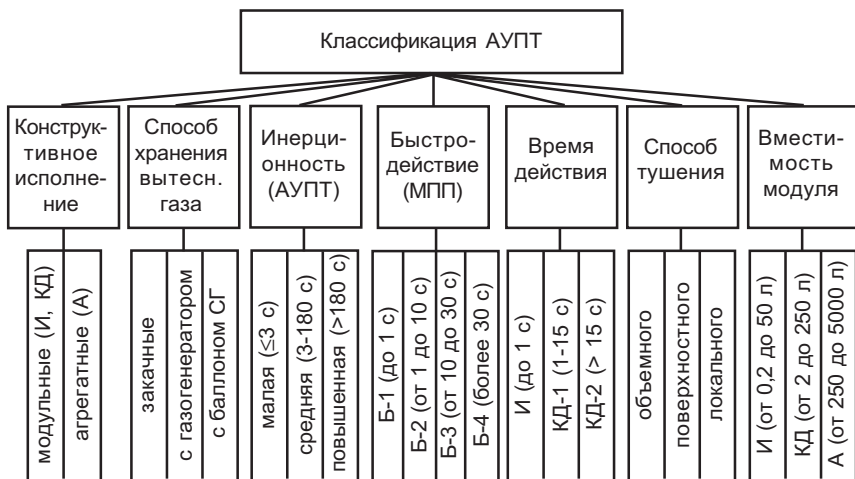 Классификация АУПТ
Конструк-
тивное
исполне-
ние
Способ
хранения
вытесн.
газа
Инерци-
онность
(АУПТ)
Быстро-
действие
(МПП)
Время
действия
Способ
тушения
Вмести-
мость
модуля
модульные (И, КД)
агрегатные (А)
закачные
с газогенератором
с баллоном СГ
малая (≤3 с)
средняя (3-180 с)
повышенная (>180 с)
Б-1 (до 1 с)
Б-2 (от 1 до 10 с)
Б-3 (от 10 до 30 с)
Б-4 (более 30 с)
И (до 1 с)
КД-1 (1-15 с)
КД-2 (> 15 с)
объемного
поверхностного
локального
И (от 0,2 до 50 л)
КД (от 2 до 250 л)
А (от 250 до 5000 л)